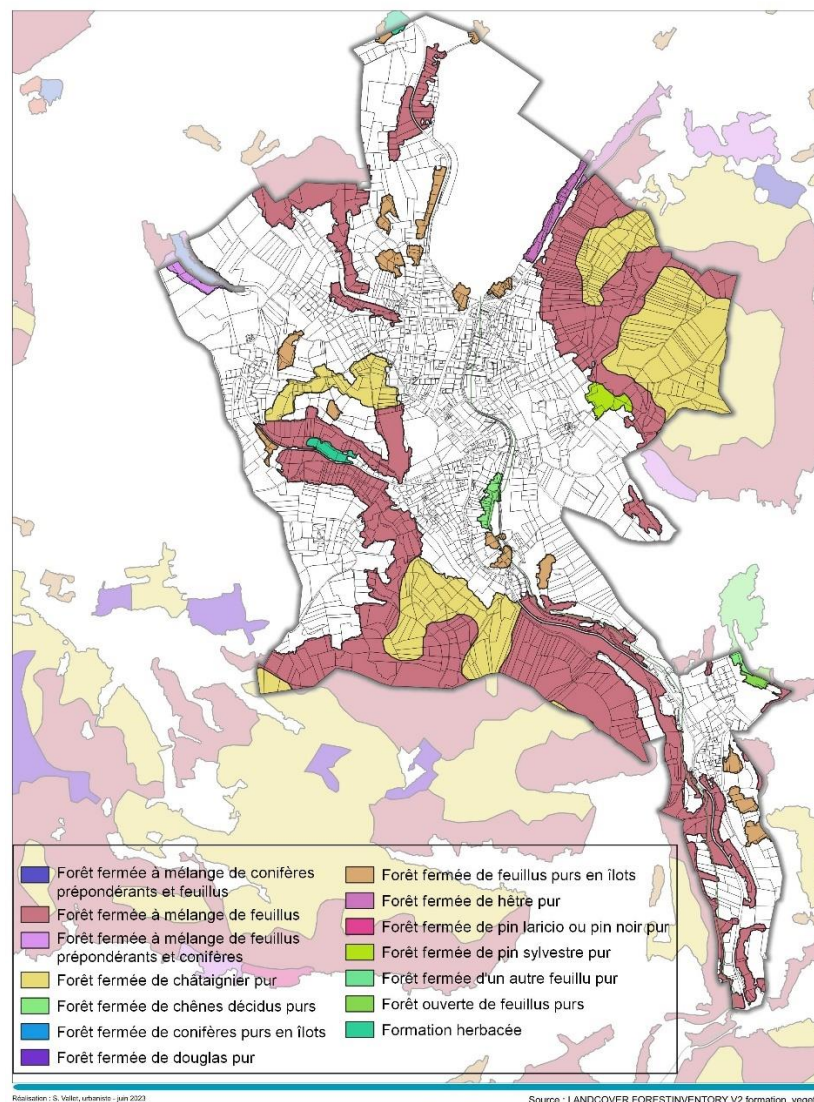 Forêt fermée à mélange de conifères
prépondérants et feuillus
Forêt fermée à mélange de feuillus
Forêt fermée à mélange de feuillus
prépondérants et conifères
Forêt fermée de châtaignier pur
Forêt fermée de chênes décidus purs
Forêt fermée de conifères purs en îlots
Forêt fermée de douglas pur
Forêt fermée de feuillus purs en îlots
Forêt fermée de hêtre pur
Forêt fermée de pin laricio ou pin noir pur
Forêt fermée de pin sylvestre pur
Forêt fermée d'un autre feuillu pur
Forêt ouverte de feuillus purs
Formation herbacée
Réalisation : S. Vallet, urbaniste - juin 2023
Source : LANDCOVER FORESTINVENTORY V2 formation_veget